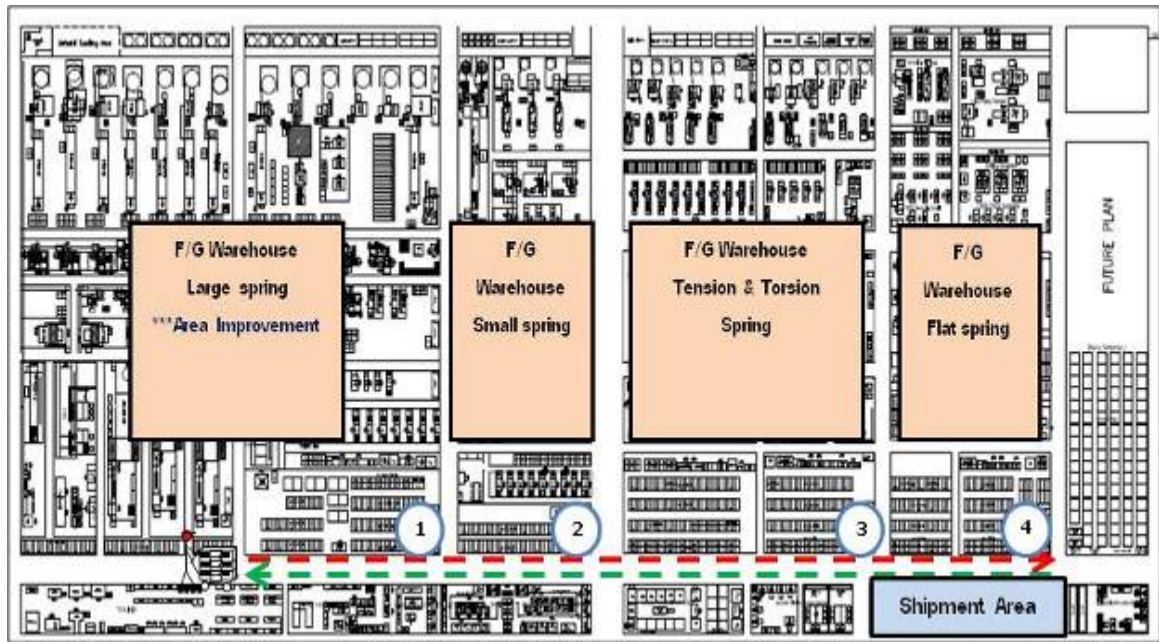 F/G Warehouse
Large spring
***Area Improvement
F/G
Warehouse
Small spring
F/G Warehouse
Tension & Torsion
Spring
F/G
Warehouse
Flat spring
FUTURE PLAN
1
2
3
4
Shipment Area